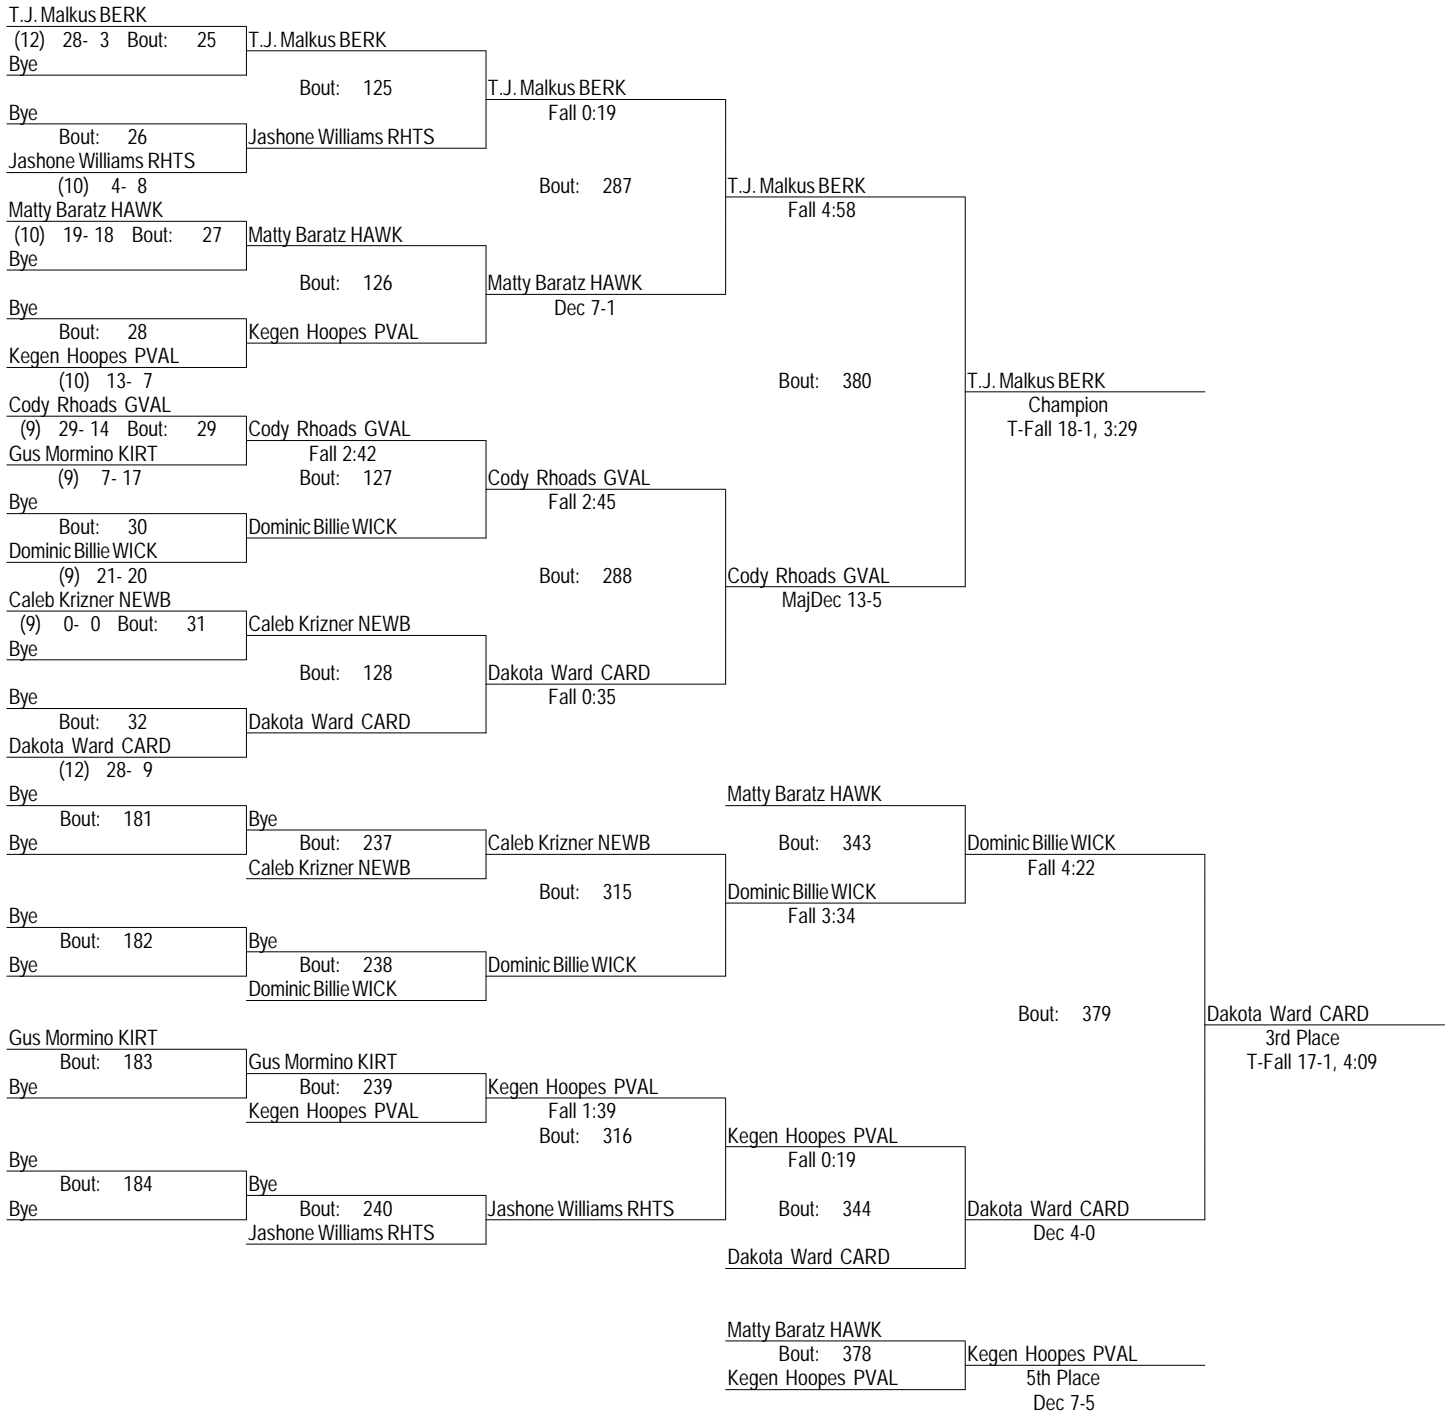 T.J. Malkus BERK
(12) 28- 3 Bout: 25 T.J. Malkus BERK
Bye
Bout: 125 T.J. Malkus BERK
Bye Fall 0:19
Bout: 26 Jashone Williams RHTS
Jashone Williams RHTS
(10) 4- 8 Bout: 287 T.J. Malkus BERK
Matty Baratz HAWK Fall 4:58
(10) 19- 18 Bout: 27 Matty Baratz HAWK
Bye
Bout: 126 Matty Baratz HAWK
Bye Dec 7-1
Bout: 28 Kegen Hoopes PVAL
Kegen Hoopes PVAL
(10) 13- 7 Bout: 380 T.J. Malkus BERK
Cody Rhoads GVAL Champion
(9) 29- 14 Bout: 29 Cody Rhoads GVAL T-Fall 18-1, 3:29
Gus Mormino KIRT Fall 2:42
(9) 7- 17 Bout: 127 Cody Rhoads GVAL
Bye Fall 2:45
Bout: 30 Dominic Billie WICK
Dominic Billie WICK
(9) 21- 20 Bout: 288 Cody Rhoads GVAL
Caleb Krizner NEWB MajDec 13-5
(9) 0- 0 Bout: 31 Caleb Krizner NEWB
Bye
Bout: 128 Dakota Ward CARD
Bye Fall 0:35
Bout: 32 Dakota Ward CARD
Dakota Ward CARD
(12) 28- 9
Bye Matty Baratz HAWK
Bout: 181 Bye
Bye Bout: 237 Caleb Krizner NEWB Bout: 343 Dominic Billie WICK
Caleb Krizner NEWB Fall 4:22
Bout: 315 Dominic Billie WICK
Bye Fall 3:34
Bout: 182 Bye
Bye Bout: 238 Dominic Billie WICK
Dominic Billie WICK
Bout: 379 Dakota Ward CARD
Gus Mormino KIRT 3rd Place
Bout: 183 Gus Mormino KIRT T-Fall 17-1, 4:09
Bye Bout: 239 Kegen Hoopes PVAL
Kegen Hoopes PVAL Fall 1:39
Bout: 316 Kegen Hoopes PVAL
Bye Fall 0:19
Bout: 184 Bye
Bye Bout: 240 Jashone Williams RHTS Bout: 344 Dakota Ward CARD
Jashone Williams RHTS Dec 4-0
Dakota Ward CARD
Matty Baratz HAWK
Bout: 378 Kegen Hoopes PVAL
Kegen Hoopes PVAL 5th Place
Dec 7-5